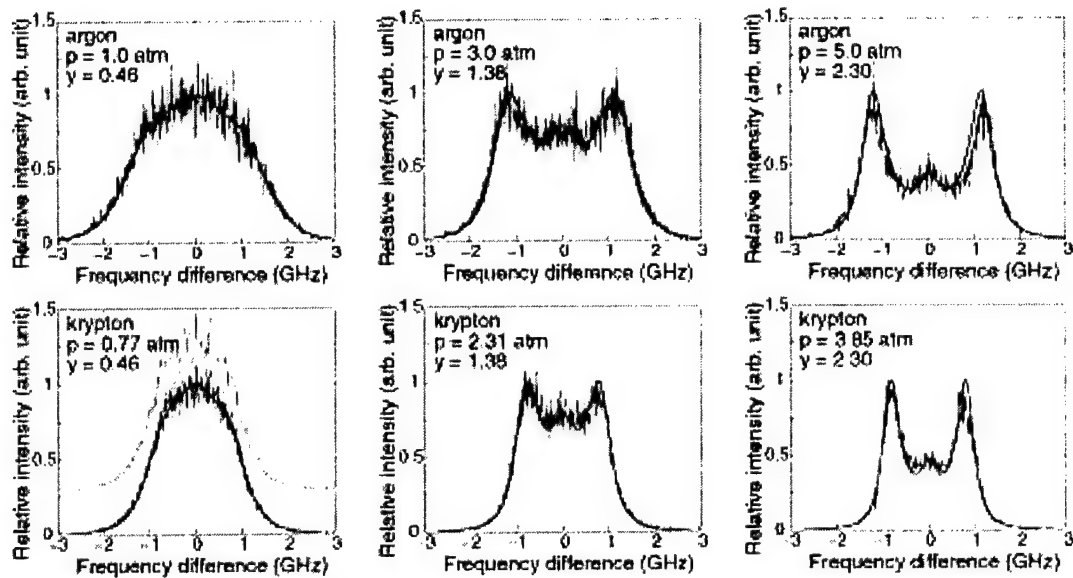 1.5
1
0.5
0
Relative intensity (arb. unit)
argon
p = 1.0 atm
y = 0.46
-3 -2 -1 0 1 2 3
Frequency difference (GHz)
1.5
1
0.5
0
Relative intensity (arb. unit)
argon
p = 3.0 atm
y = 1.38
-3 -2 -1 0 1 2 3
Frequency difference (GHz)
1.5
1
0.5
0
Relative intensity (arb. unit)
argon
p = 5.0 atm
y = 2.30
-3 -2 -1 0 1 2 3
Frequency difference (GHz)
1.5
1
0.5
0
Relative intensity (arb. unit)
krypton
p = 0.77 atm
y = 0.46
-3 -2 -1 0 1 2 3
Frequency difference (GHz)
1.5
1
0.5
0
Relative intensity (arb. unit)
krypton
p = 2.31 atm
y = 1.38
-3 -2 -1 0 1 2 3
Frequency difference (GHz)
1.5
1
0.5
0
Relative intensity (arb. unit)
krypton
p = 3.85 atm
y = 2.30
-3 -2 -1 0 1 2 3
Frequency difference (GHz)